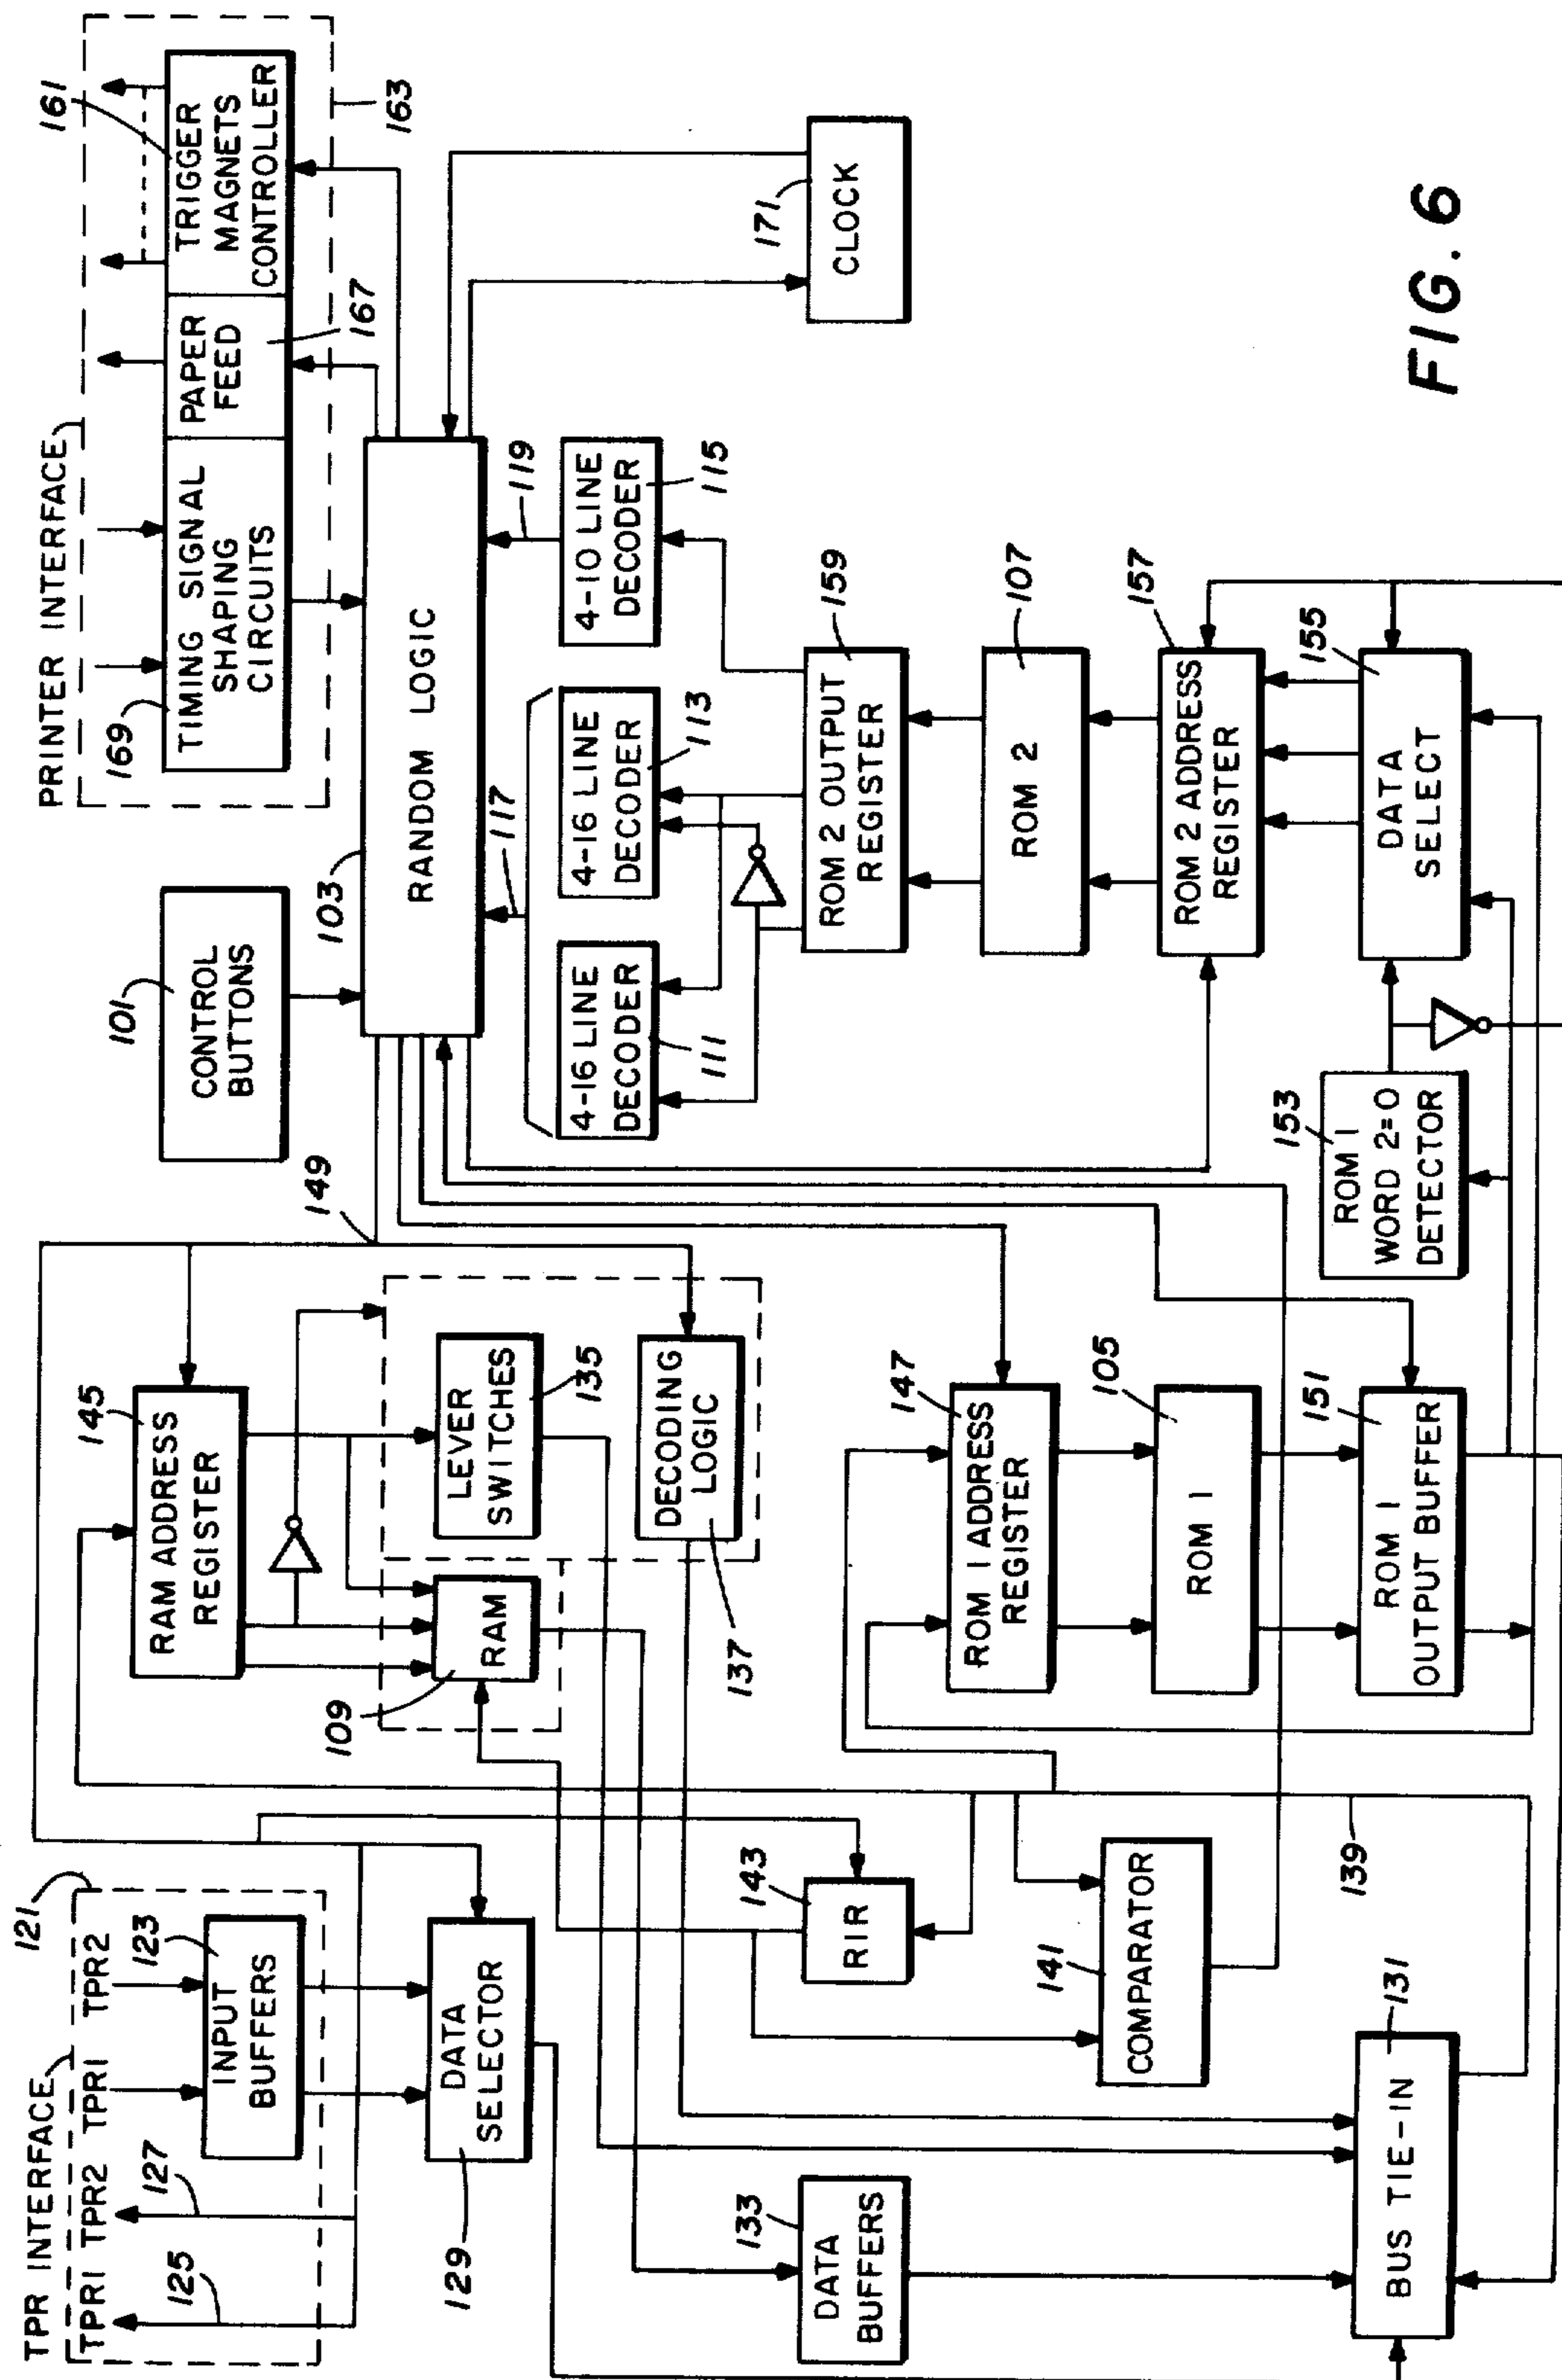 TPR INTERFACE
121
TPR1 TPR2 TPR1 TPR2
125
127
123
INPUT
BUFFERS
DATA
SELECTOR
129
133
DATA
BUFFERS
BUS TIE-IN
131
139
141
COMPARATOR
143
RIR
145
RAM ADDRESS
REGISTER
109
RAM
LEVER
SWITCHES
135
DECODING
LOGIC
137
149
147
ROM 1 ADDRESS
REGISTER
105
ROM 1
151
ROM 1
OUTPUT BUFFER
153
ROM 1
WORD 2=0
DETECTOR
101
CONTROL
BUTTONS
103
RANDOM LOGIC
117
119
4-16 LINE
DECODER
111
4-16 LINE
DECODER
113
4-10 LINE
DECODER
115
ROM 2 OUTPUT
REGISTER
159
ROM 2
107
ROM 2 ADDRESS
REGISTER
157
DATA
SELECT
155
PRINTER INTERFACE
169
TIMING SIGNAL
SHAPING
CIRCUITS
PAPER
FEED
167
TRIGGER
MAGNETS
CONTROLLER
161
163
171
CLOCK
FIG. 6